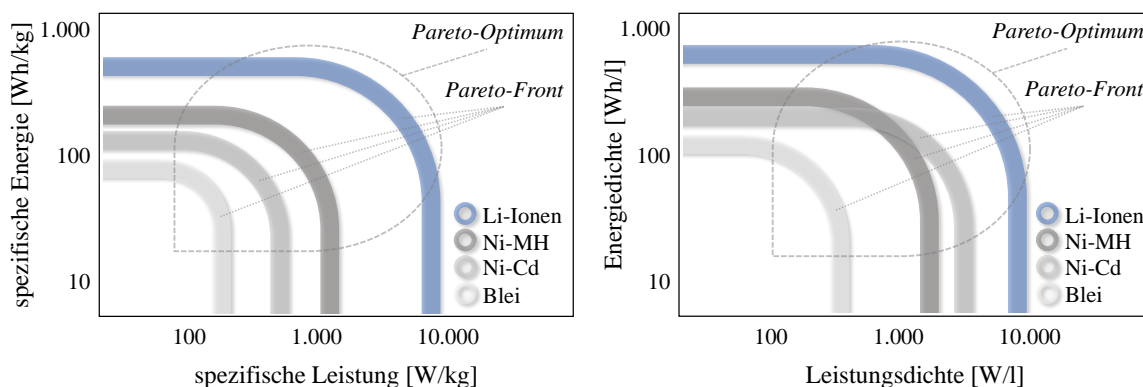 spezifische Energie [Wh/kg]
1.000
100
10
Pareto-Optimum
Pareto-Front
Li-Ionen
Ni-MH
Ni-Cd
Blei
100
1.000
10.000
spezifische Leistung [W/kg]
Energiedichte [Wh/l]
1.000
100
10
Pareto-Optimum
Pareto-Front
Li-Ionen
Ni-MH
Ni-Cd
Blei
100
1.000
10.000
Leistungsdichte [W/l]